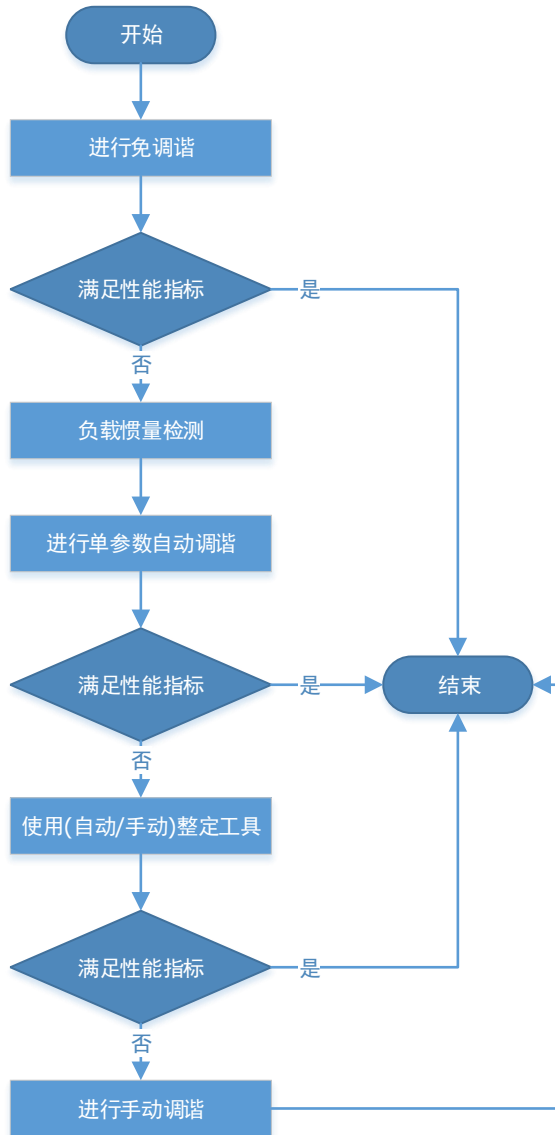 开始
进行免调谐
满足性能指标
是
否
负载惯量检测
进行单参数自动调谐
满足性能指标
是
结束
否
使用(自动/手动)整定工具
满足性能指标
是
否
进行手动调谐